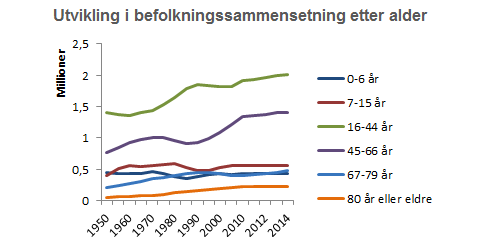 Utvikling i befolkningssammensetning etter alder
Millioner
2,5
2
1,5
1
0,5
0
1950
1960
1970
1980
1990
2000
2010
2012
2014
0-6 år
7-15 år
16-44 år
45-66 år
67-79 år
80 år eller eldre